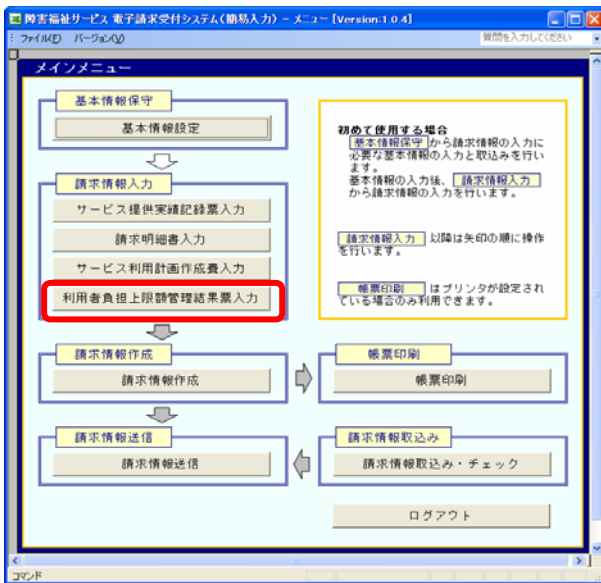 障害福祉サービス 電子請求受付システム(簡易入力) - メニュー [Version:1.0.4]
ファイル(F) バージョン(V)
質問を入力してください
メインメニュー
基本情報保守
基本情報設定
請求情報入力
サービス提供実績記録票入力
請求明細書入力
サービス利用計画作成費入力
利用者負担上限額管理結果票入力
初めて使用する場合
基本情報保守 から請求情報の入力に
必要な基本情報の入力と取込みを行い
ます。
基本情報の入力後、 請求情報入力
から請求情報の入力を行います。
請求情報入力 以降は矢印の順に操作
を行います。
帳票印刷 はプリンタが設定され
ている場合のみ利用できます。
請求情報作成
請求情報作成
帳票印刷
帳票印刷
請求情報送信
請求情報送信
請求情報取込み
請求情報取込み・チェック
ログアウト
コマンド